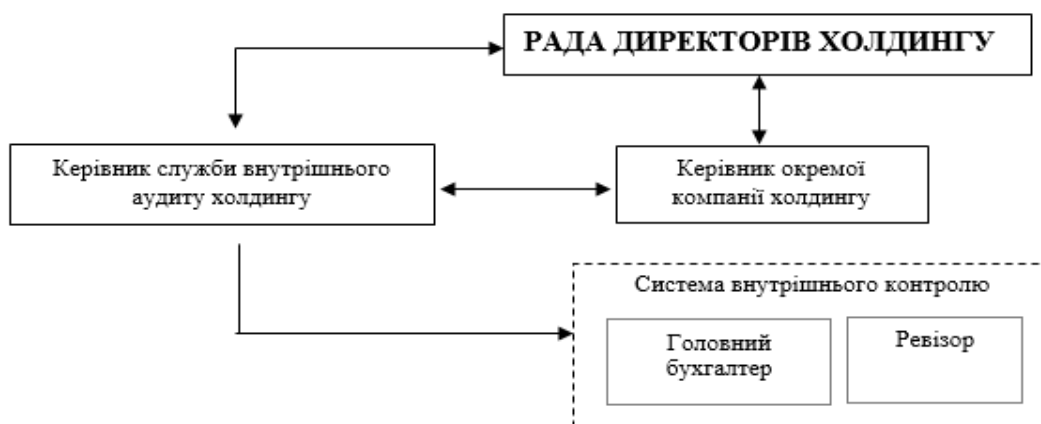 РАДА ДИРЕКТОРІВ ХОЛДИНГУ
Керівник служби внутрішнього
аудиту холдингу
Керівник окремої
компанії холдингу
Система внутрішнього контролю
Головний
бухгалтер
Ревізор